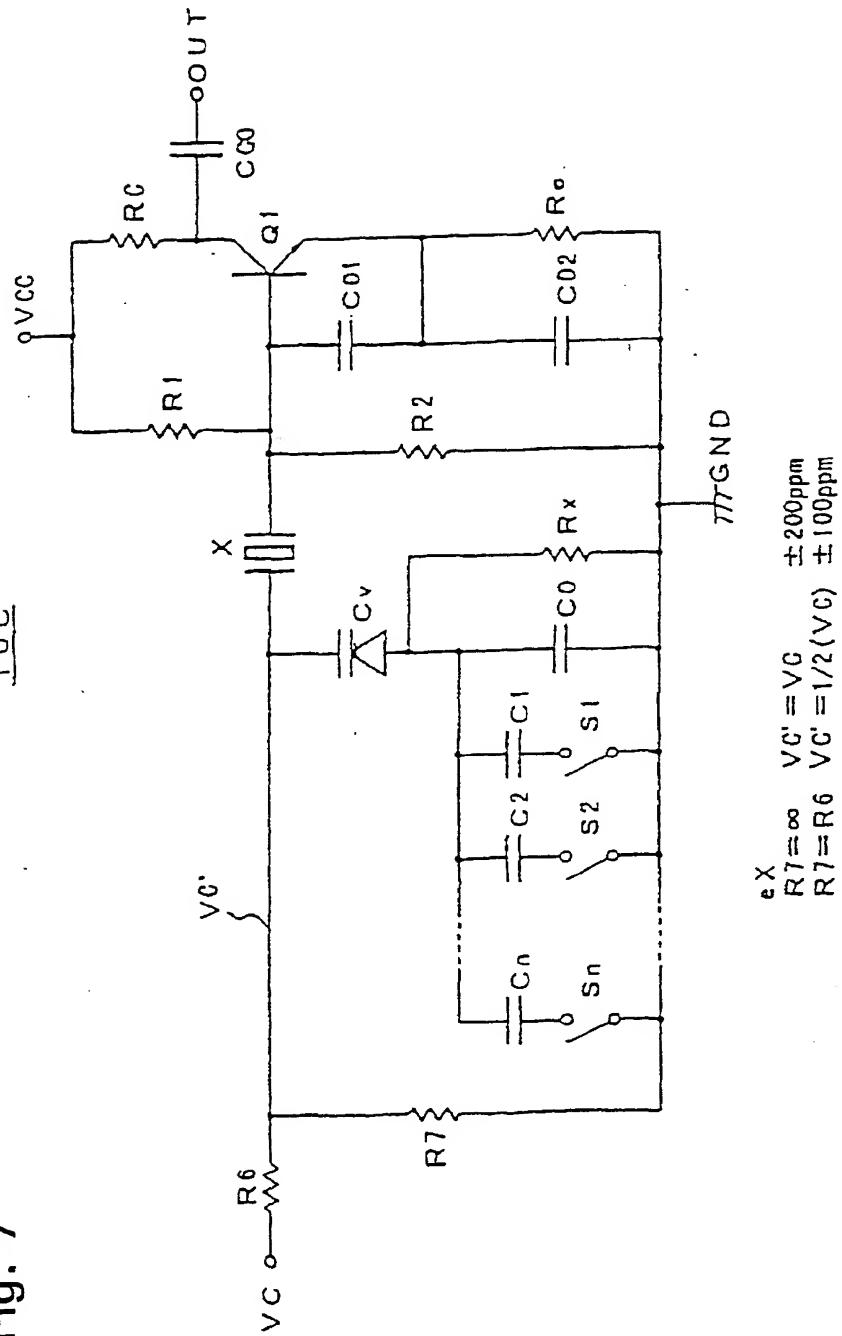 Fig. 7
VCC
RC
R1
CC0
OUT
Q1
C01
C02
Ro
X
R2
Cv
Rx
C0
GND
VC'
C1
S1
C2
S2
Cn
Sn
R6
R7
VC
eX
R7=∞ VC'=VC ±200ppm
R7=R6 VC'=1/2(VC) ±100ppm